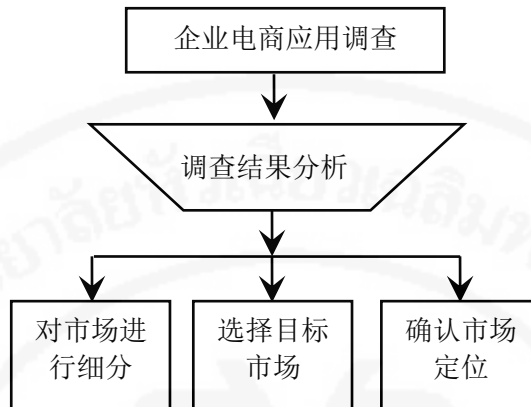 企业电商应用调查
调查结果分析
对市场进
行细分
选择目标
市场
确认市场
定位